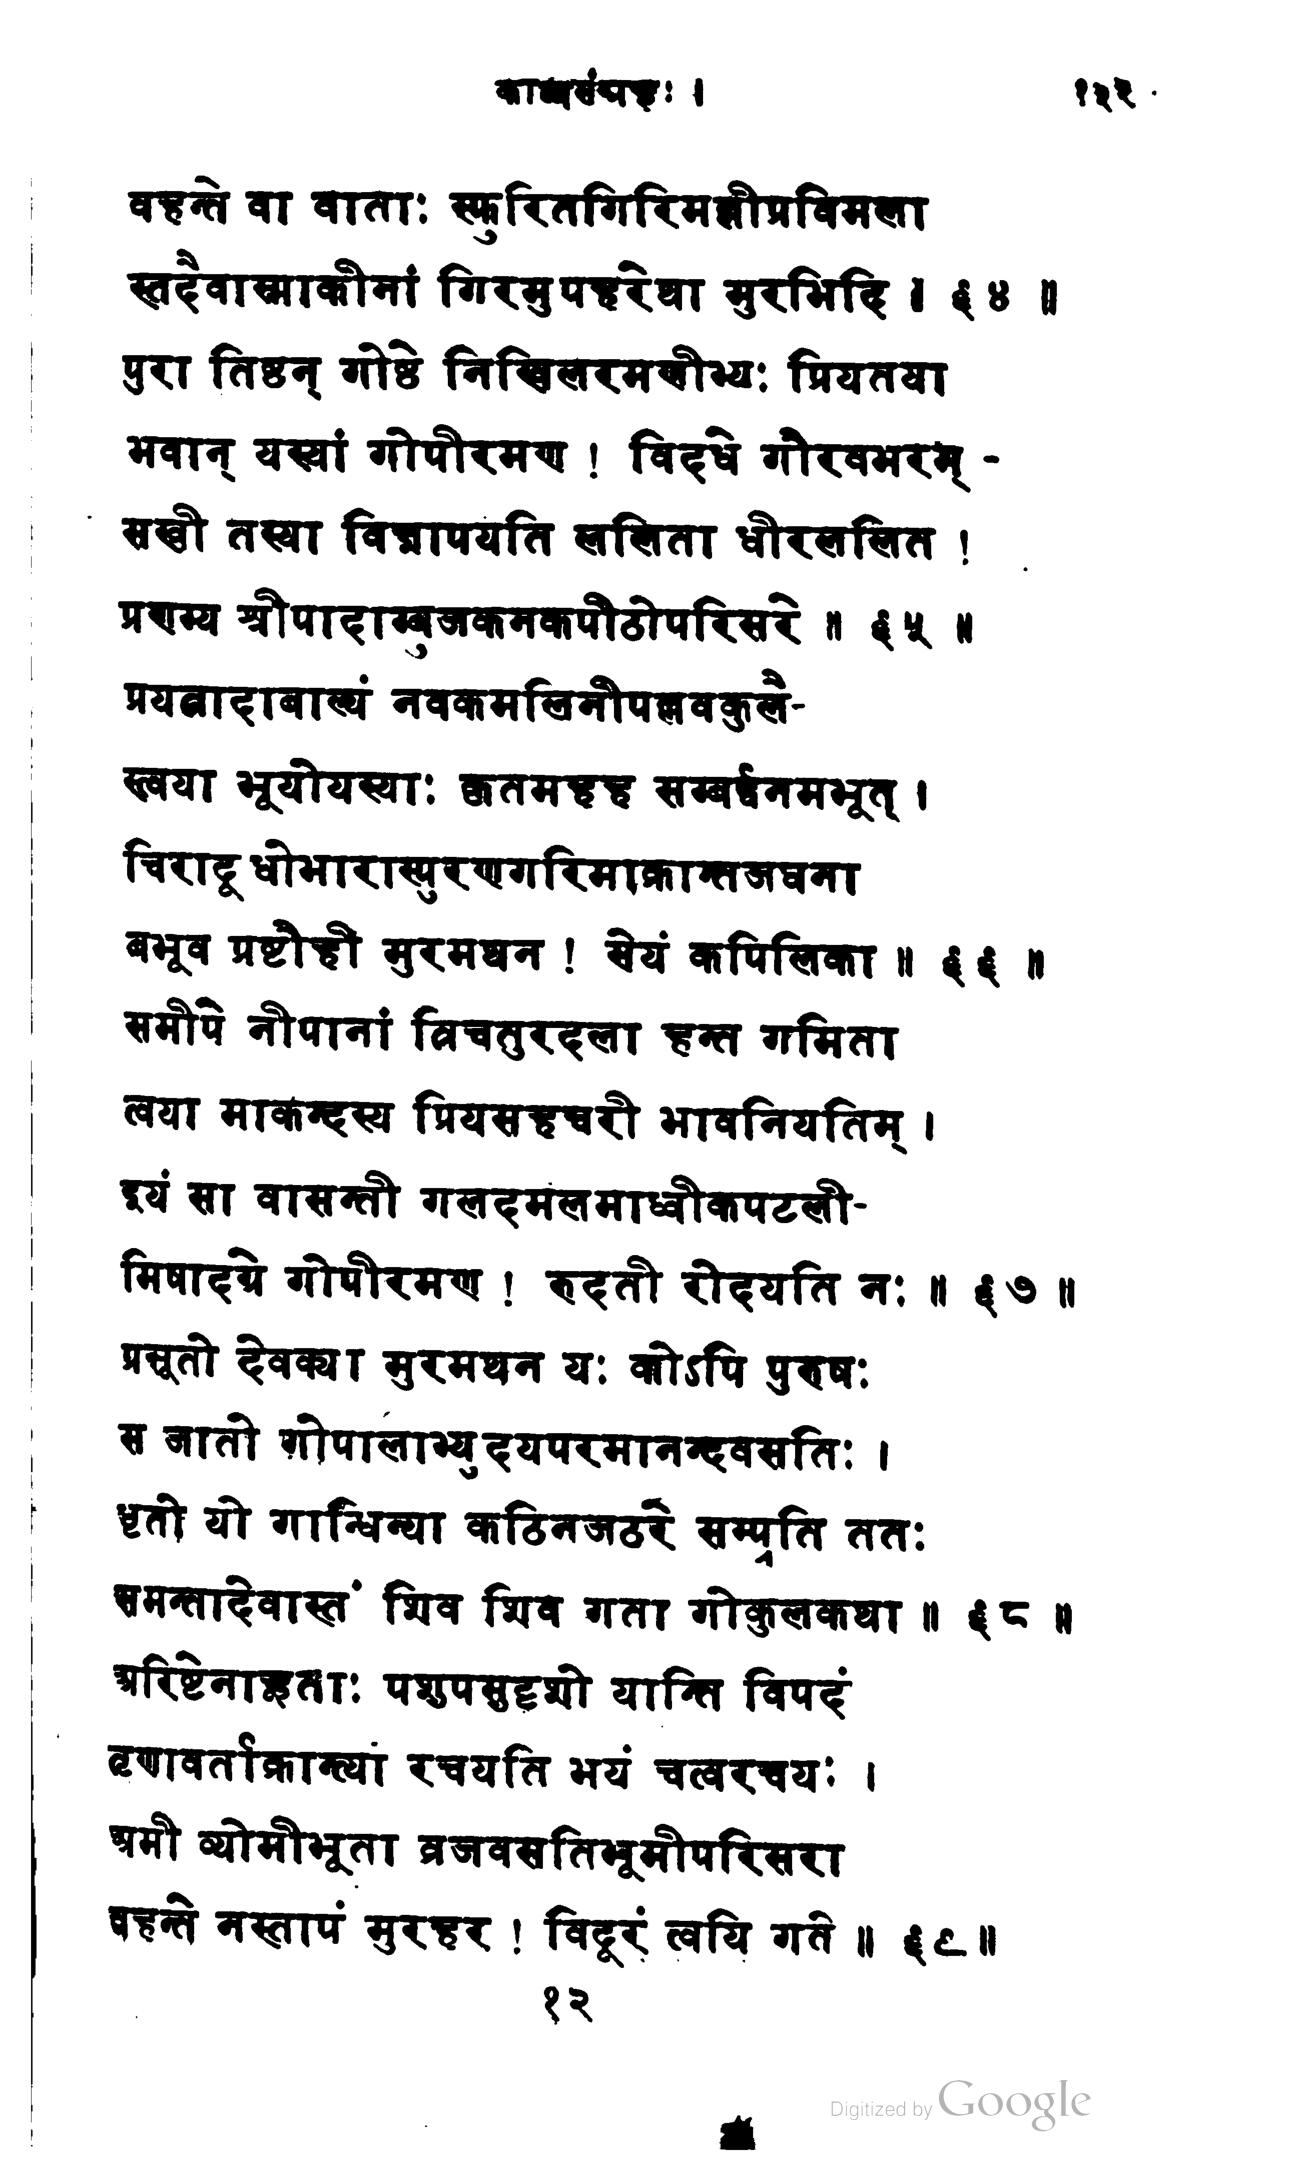 काव्यसंग्रहः । १३२
वहन्ते वा वाताः स्फुरितगिरिमल्लीप्रविमला
स्तदैवास्माकीनां गिरमुपहरेथा मुरभिदि । ६४ ॥
पुरा तिष्ठन् गोष्ठे निखिलरमणीभ्यः प्रियतया
भवान् यस्यां गोपीरमण ! विदधे गौरवभरम् -
सखी तस्या विज्ञापयति ललिता धीरललित !
प्रणम्य श्रीपादाम्बुजकनकपीठोपरिसरे ॥ ६५ ॥
प्रयत्नादाबाल्यं नवकमलिनीपल्लवकुलै-
स्त्वया भूयोयस्याः कृतमहह सम्बर्द्धनमभूत् ।
चिरादूधोभारास्फुरणगरिमाक्रान्तजघना
बभूव प्रष्टौही मुरमथन ! सेयं कपिलिका ॥ ६६ ॥
समीपे नीपानां त्रिचतुरदला हन्त गमिता
त्वया माकन्दस्य प्रियसहचरी भावनियतिम् ।
इयं सा वासन्ती गलदमलमाध्वीकपटली-
मिषादग्रे गोपीरमण ! रुदती रोदयति नः ॥ ६७ ॥
प्रसूतो देवक्या मुरमथन यः कोऽपि पुरुषः
स जातो गोपालाभ्युदयपरमानन्दवसतिः ।
धृतो यो गान्धिन्या कठिनजठरे सम्प्रति ततः
समन्तादेवास्तं शिव शिव गता गोकुलकथा ॥ ६८ ॥
अरिष्टेनाहूताः पशुपसुदृशो यान्ति विपदं
तृणावर्ताक्रान्त्या रचयति भयं चत्वरचयः ।
अमी व्योमीभूता व्रजवसतिभूमीपरिसरा
वहन्ते नस्तापं मुरहर ! विदूरं त्वयि गते ॥ ६९ ॥
१२
Digitized by Google